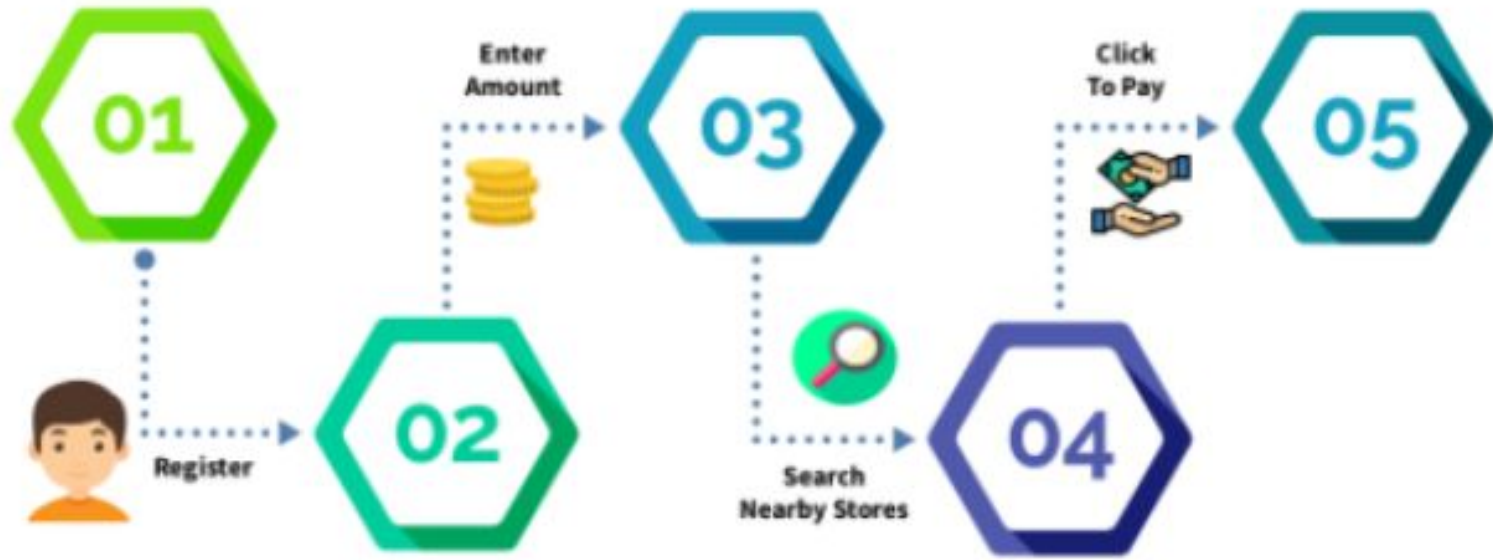 01
Register
02
Enter
Amount
03
Search
Nearby Stores
04
Click
To Pay
05